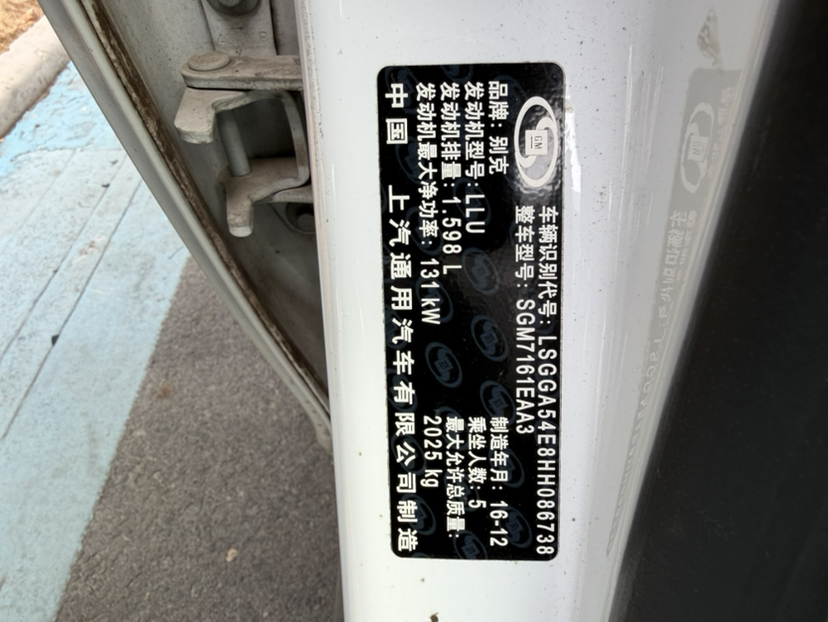 GM
车辆识别代号: LSGGA54E8HH086738
整车型号: SGM7161EAA3
品牌: 别克
制造年月: 16-12
发动机型号: LLU
乘坐人数: 5
发动机排量: 1.598 L
最大允许总质量:
发动机最大净功率: 131 kW
2025 kg
中国 上汽通用汽车有限公司制造